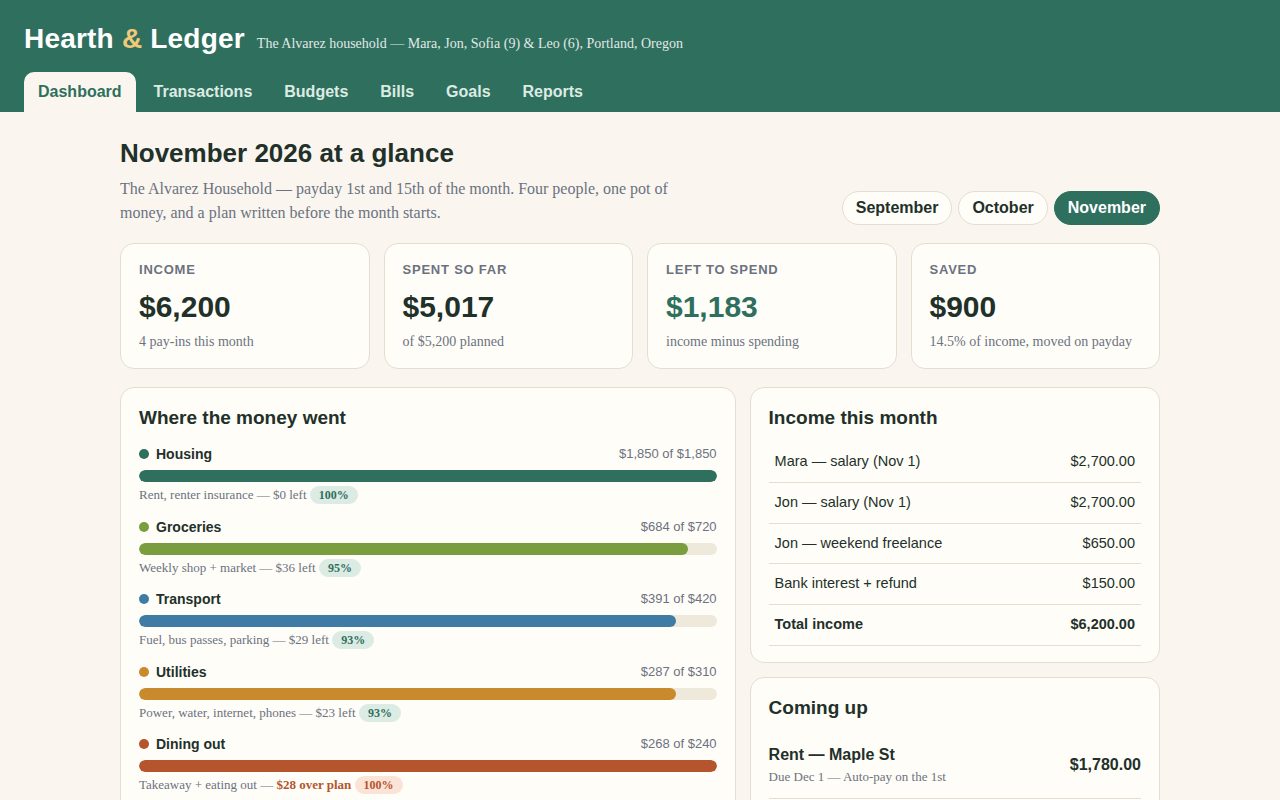 Hearth & Ledger The Alvarez household — Mara, Jon, Sofia (9) & Leo (6), Portland, Oregon
Dashboard Transactions Budgets Bills Goals Reports
November 2026 at a glance
The Alvarez Household — payday 1st and 15th of the month. Four people, one pot of
money, and a plan written before the month starts.
September October November
INCOME
$6,200
4 pay-ins this month
SPENT SO FAR
$5,017
of $5,200 planned
LEFT TO SPEND
$1,183
income minus spending
SAVED
$900
14.5% of income, moved on payday
Where the money went
Housing $1,850 of $1,850
Rent, renter insurance — $0 left 100%
Groceries $684 of $720
Weekly shop + market — $36 left 95%
Transport $391 of $420
Fuel, bus passes, parking — $29 left 93%
Utilities $287 of $310
Power, water, internet, phones — $23 left 93%
Dining out $268 of $240
Takeaway + eating out — $28 over plan 100%
Income this month
Mara — salary (Nov 1) $2,700.00
Jon — salary (Nov 1) $2,700.00
Jon — weekend freelance $650.00
Bank interest + refund $150.00
Total income $6,200.00
Coming up
Rent — Maple St $1,780.00
Due Dec 1 — Auto-pay on the 1st